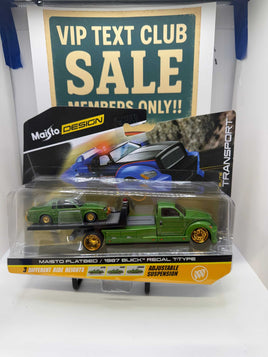 VIP TEXT CLUB
SALE
MEMBERS ONLY!!
Maisto DESIGN
TRANSPORT
MAISTO FLATBED / 1987 BUICK REGAL T-TYPE
3 DIFFERENT RIDE HEIGHTS
ADJUSTABLE
SUSPENSION